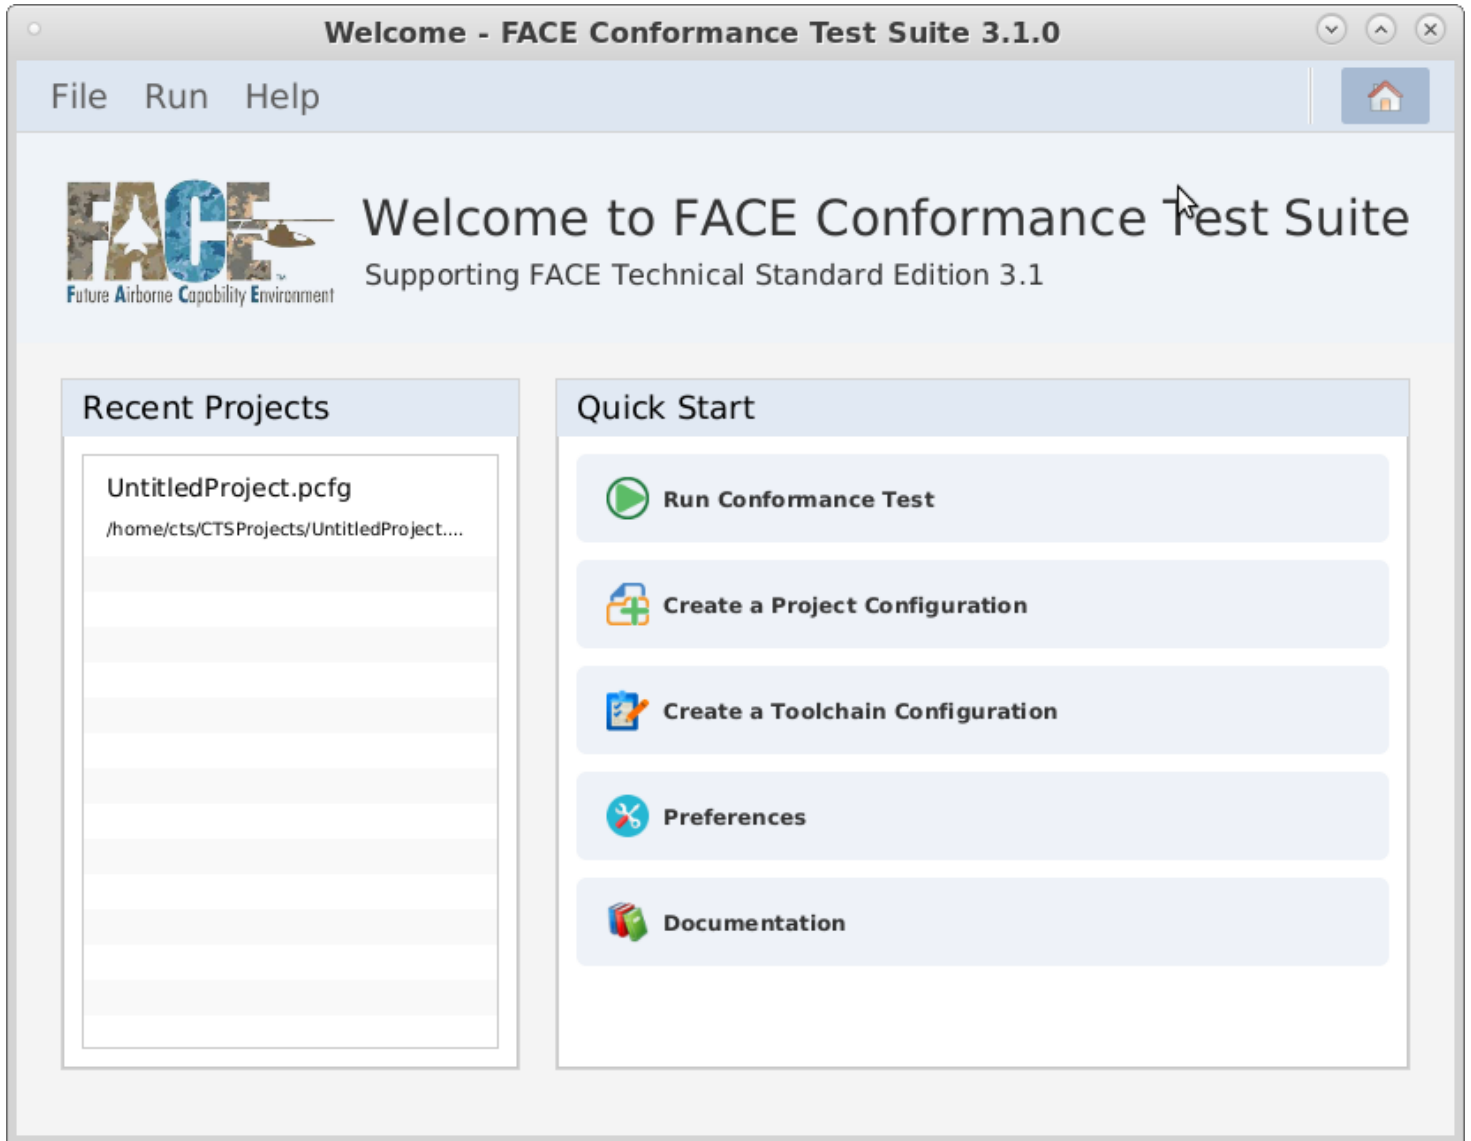 Welcome - FACE Conformance Test Suite 3.1.0
File Run Help
FACE
™
Future Airborne Capability Environment
Welcome to FACE Conformance Test Suite
Supporting FACE Technical Standard Edition 3.1
Recent Projects
UntitledProject.pcfg
/home/cts/CTSProjects/UntitledProject....
Quick Start
Run Conformance Test
Create a Project Configuration
Create a Toolchain Configuration
Preferences
Documentation